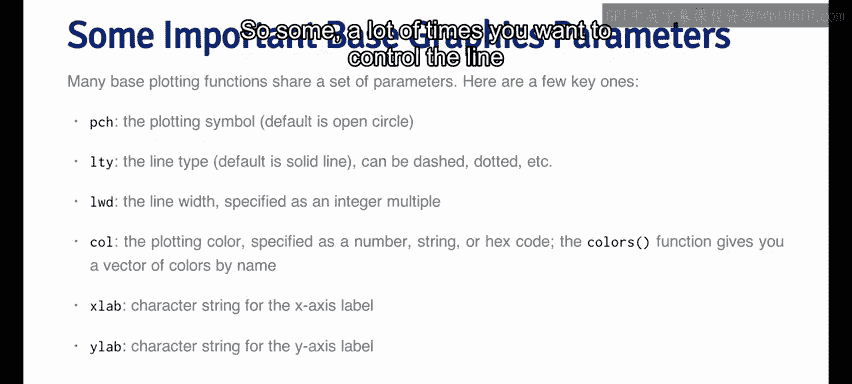 Some Important Base Graphics Parameters
So some, a lot of times you want to
control the line
Many base plotting functions share a set of parameters. Here are a few key ones:
· pch: the plotting symbol (default is open circle)
· lty: the line type (default is solid line), can be dashed, dotted, etc.
· lwd: the line width, specified as an integer multiple
· col: the plotting color, specified as a number, string, or hex code; the colors() function gives you
a vector of colors by name
· xlab: character string for the x-axis label
· ylab: character string for the y-axis label